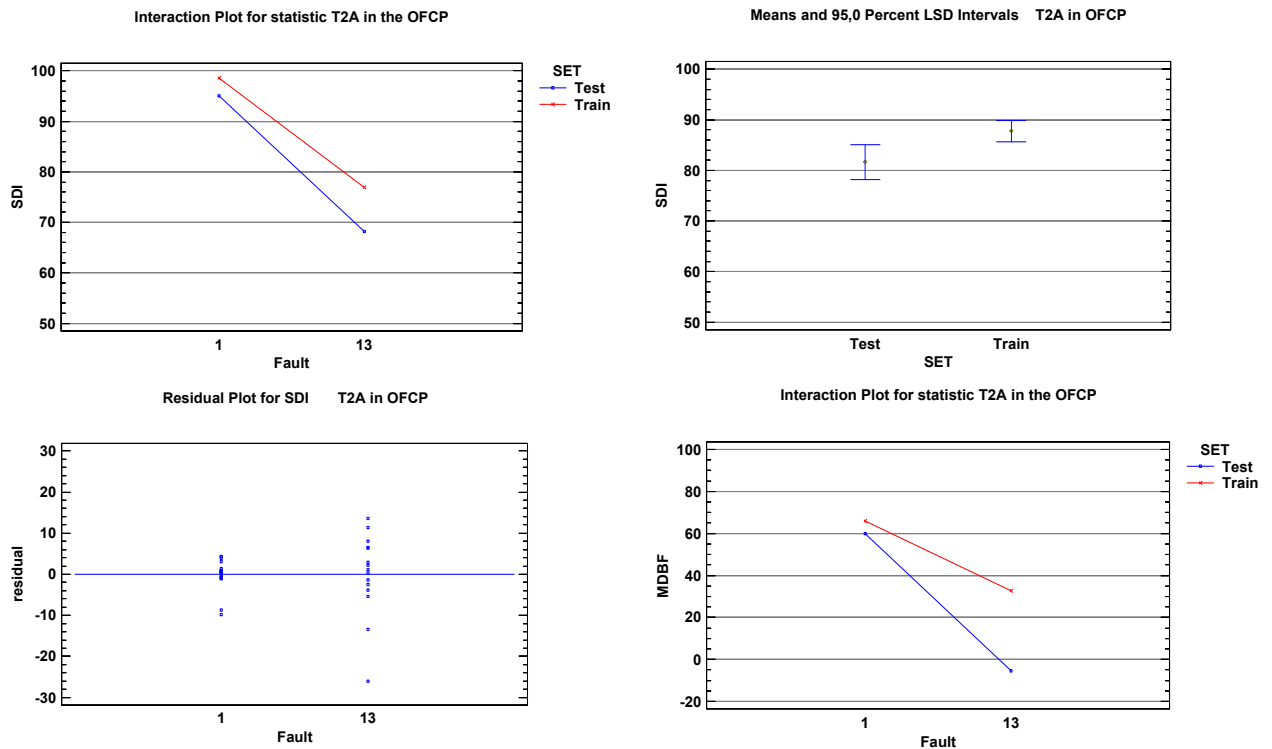 Interaction Plot for statistic T2A in the OFCP
SET
Test
Train
100
90
80
70
60
50
SDI
1 13
Fault
Means and 95,0 Percent LSD Intervals T2A in OFCP
100
90
80
70
60
50
SDI
Test Train
SET
Residual Plot for SDI T2A in OFCP
30
20
10
0
-10
-20
-30
residual
1 13
Fault
Interaction Plot for statistic T2A in the OFCP
SET
Test
Train
100
80
60
40
20
0
-20
MDBF
1 13
Fault